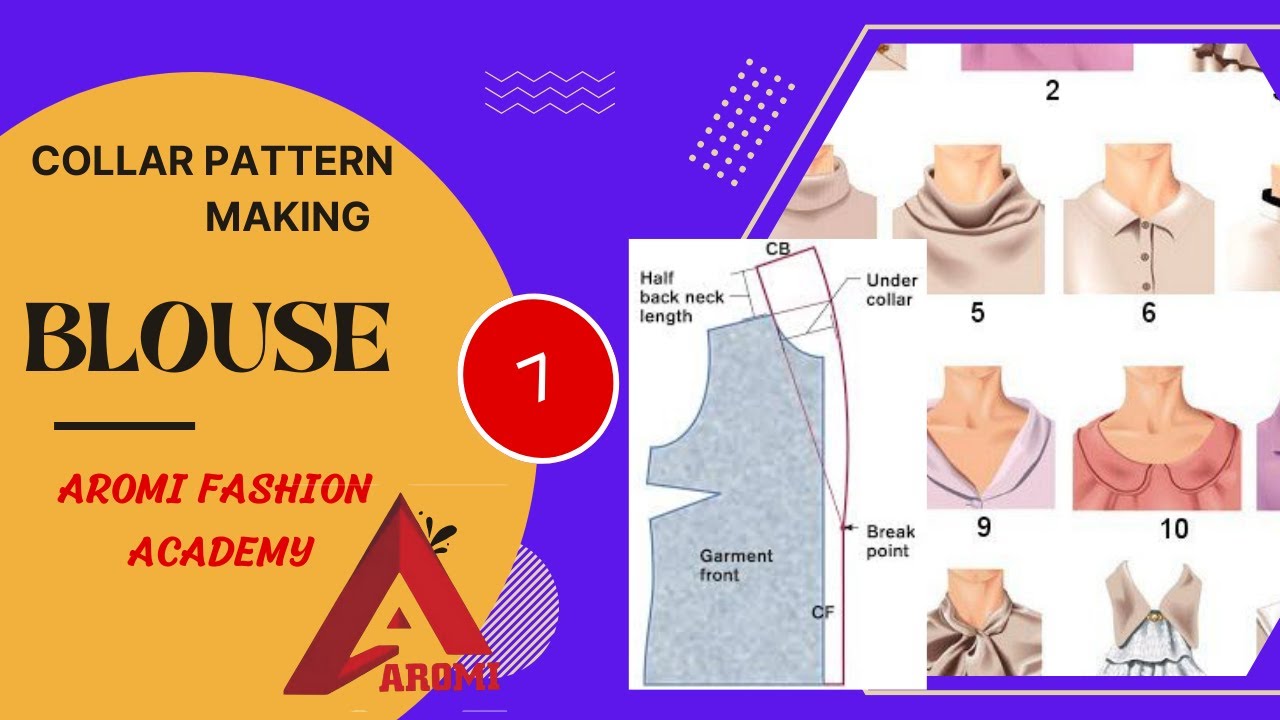 COLLAR PATTERN
MAKING
BLOUSE
AROMI FASHION
ACADEMY
AROMI
7
CB
Half
back neck
length
Under
collar
Break
point
Garment
front
CF
2
5
6
9
10